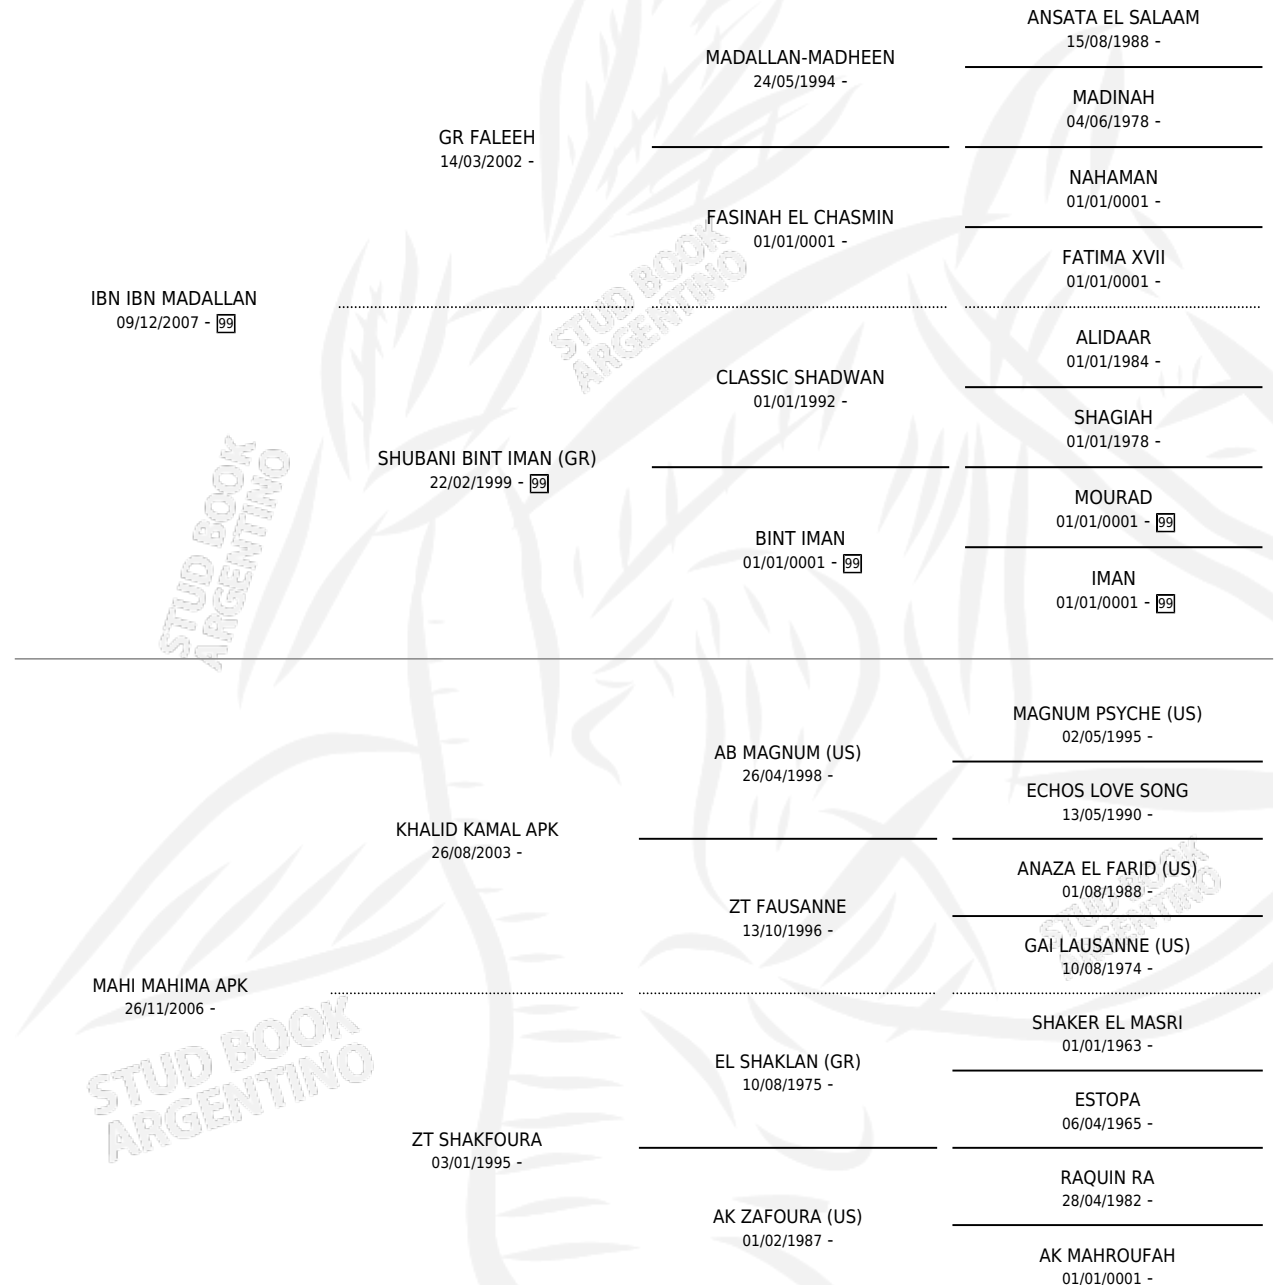 ANSATA EL SALAAM
15/08/1988 -
MADALLAN-MADHEEN
24/05/1994 -
MADINAH
04/06/1978 -
GR FALEEH
14/03/2002 -
NAHAMAN
01/01/0001 -
FASINAH EL CHASMIN
01/01/0001 -
FATIMA XVII
01/01/0001 -
STUD BOOK
ARGENTINO
IBN IBN MADALLAN
09/12/2007 - 99
ALIDAAR
01/01/1984 -
CLASSIC SHADWAN
01/01/1992 -
SHAGIAH
01/01/1978 -
SHUBANI BINT IMAN (GR)
22/02/1999 - 99
MOURAD
01/01/0001 - 99
BINT IMAN
01/01/0001 - 99
IMAN
01/01/0001 - 99
STUD BOOK
ARGENTINO
MAGNUM PSYCHE (US)
02/05/1995 -
AB MAGNUM (US)
26/04/1998 -
ECHOS LOVE SONG
13/05/1990 -
KHALID KAMAL APK
26/08/2003 -
ANAZA EL FARID (US)
01/08/1988 -
STUD BOOK
ARGENTINO
ZT FAUSANNE
13/10/1996 -
GAI LAUSANNE (US)
10/08/1974 -
MAHI MAHIMA APK
26/11/2006 -
SHAKER EL MASRI
01/01/1963 -
EL SHAKLAN (GR)
10/08/1975 -
ESTOPA
06/04/1965 -
STUD BOOK
ARGENTINO
ZT SHAKFOURA
03/01/1995 -
RAQUIN RA
28/04/1982 -
AK ZAFOURA (US)
01/02/1987 -
AK MAHROUFAH
01/01/0001 -